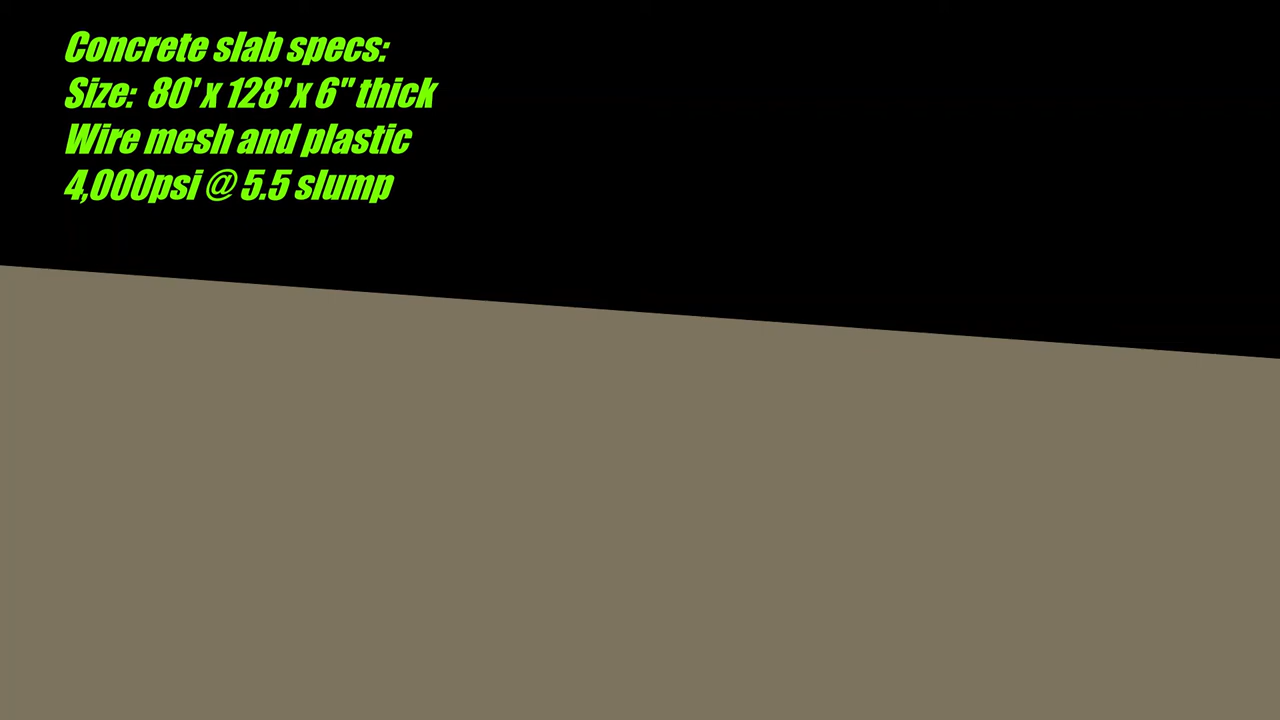 Concrete slab specs:
Size:  80' x 128' x 6" thick
Wire mesh and plastic
4,000psi @ 5.5 slump